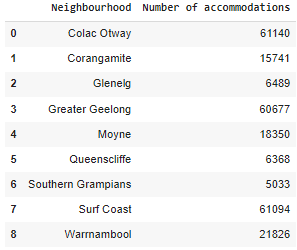 Neighbourhood Number of accommodations
0 Colac Otway 61140
1 Corangamite 15741
2 Glenelg 6489
3 Greater Geelong 60677
4 Moyne 18350
5 Queenscliffe 6368
6 Southern Grampians 5033
7 Surf Coast 61094
8 Warrnambool 21826